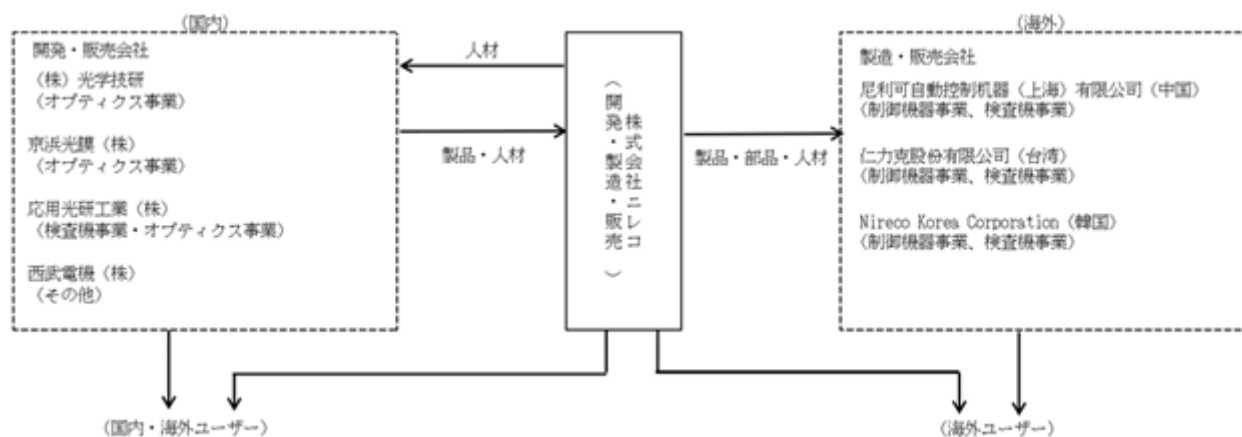 (国内)
開発・販売会社
(株)光学技研
(オプティクス事業)
京浜光膜(株)
(オプティクス事業)
応用光研工業(株)
(検査機事業・オプティクス事業)
西武電機(株)
(その他)
人材
製品・人材
株式会社ニレコ
(開発・製造・販売)
製品・部品・人材
(海外)
製造・販売会社
尼利可自動控制机器(上海)有限公司(中国)
(制御機器事業、検査機事業)
仁力克股份有限公司(台湾)
(制御機器事業、検査機事業)
Nireco Korea Corporation(韓国)
(制御機器事業、検査機事業)
(国内・海外ユーザー)
(海外ユーザー)